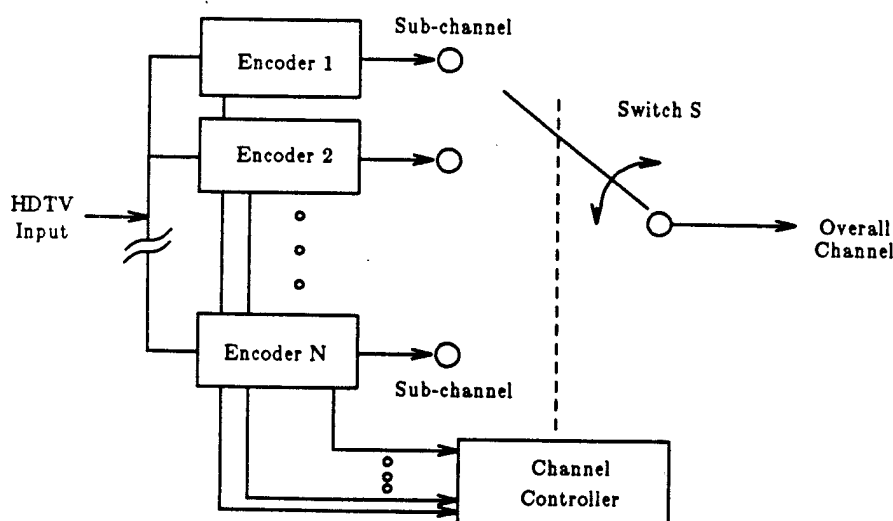 Sub-channel
Encoder 1
Switch S
Encoder 2
HDTV
Input
Overall
Channel
Encoder N
Sub-channel
Channel
Controller